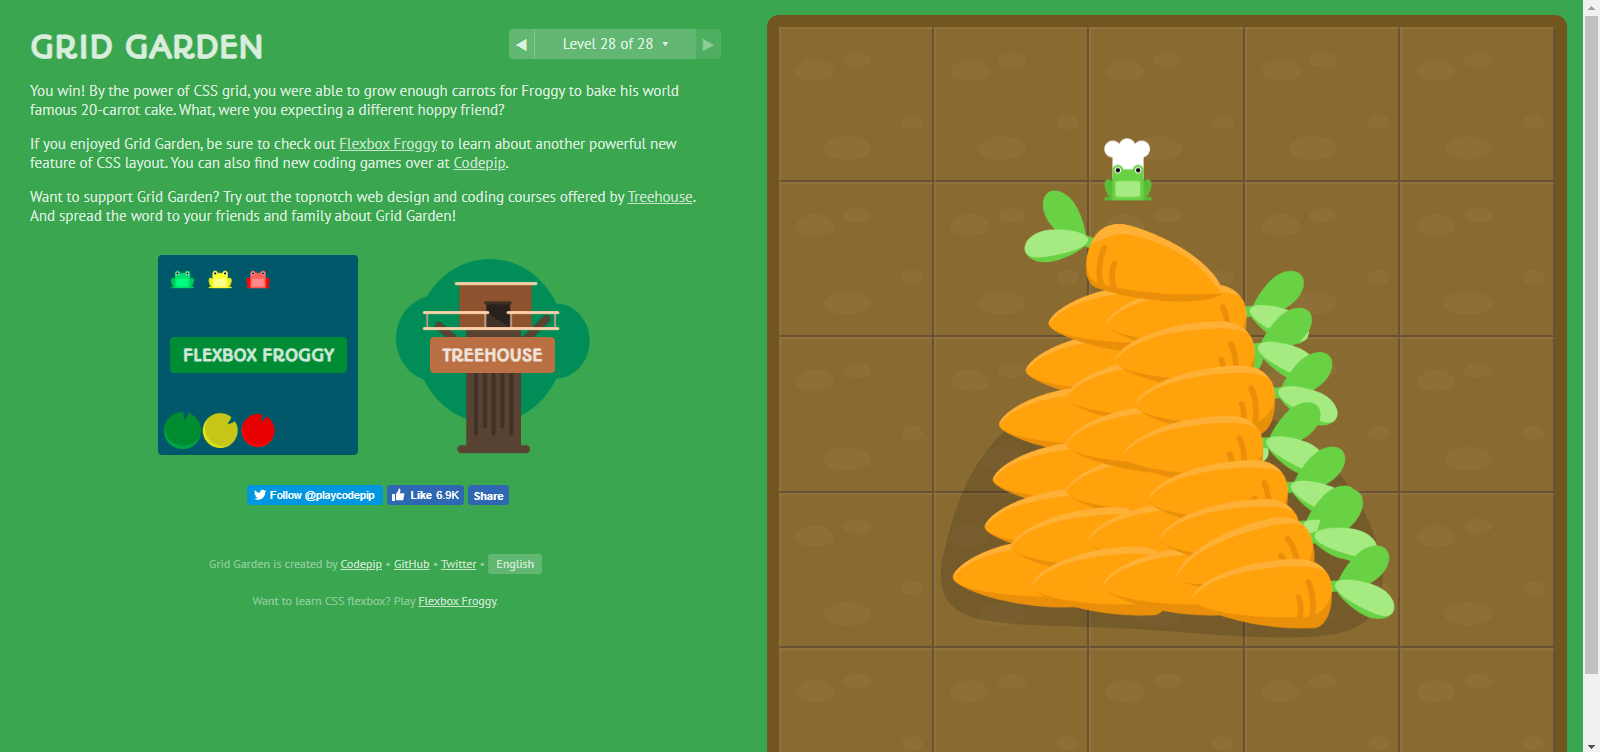 GRID GARDEN
Level 28 of 28
You win! By the power of CSS grid, you were able to grow enough carrots for Froggy to bake his world
famous 20-carrot cake. What, were you expecting a different hoppy friend?
If you enjoyed Grid Garden, be sure to check out Flexbox Froggy to learn about another powerful new
feature of CSS layout. You can also find new coding games over at Codepip.
Want to support Grid Garden? Try out the topnotch web design and coding courses offered by Treehouse.
And spread the word to your friends and family about Grid Garden!
FLEXBOX FROGGY
TREEHOUSE
Follow @playcodepip
Like 6.9K
Share
Grid Garden is created by Codepip • GitHub • Twitter • English
Want to learn CSS flexbox? Play Flexbox Froggy.